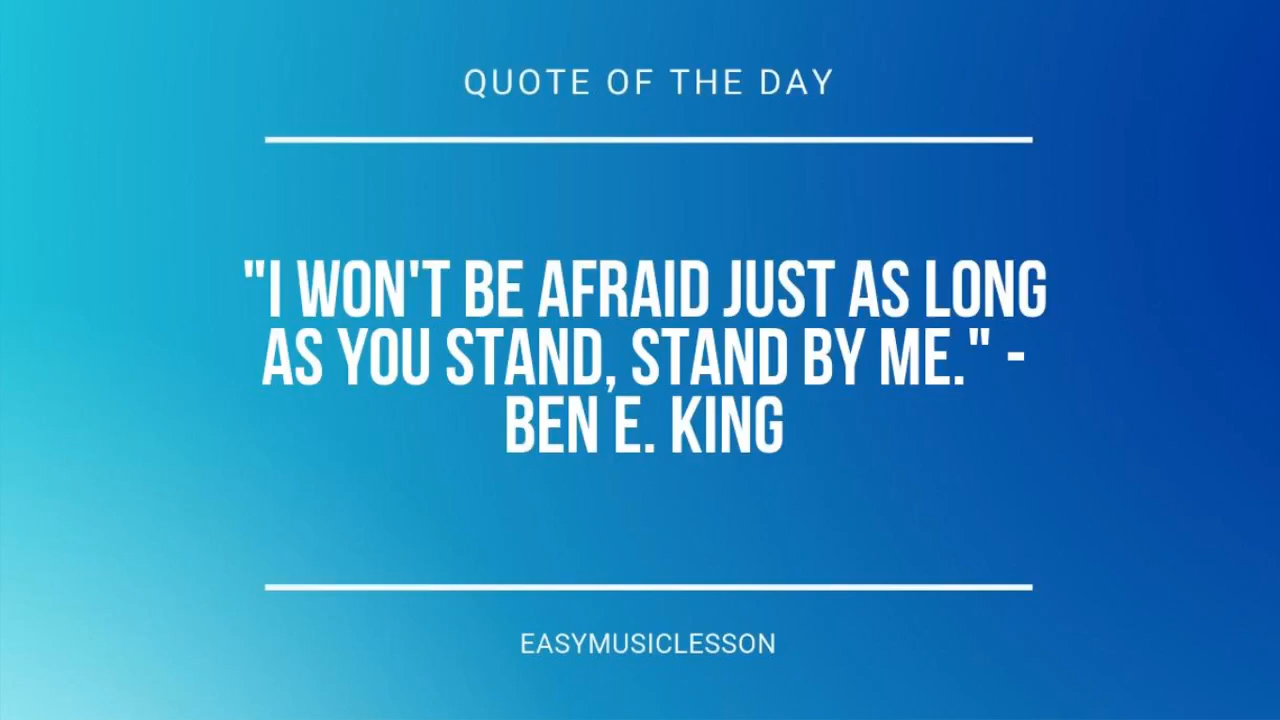 QUOTE OF THE DAY
"I WON'T BE AFRAID JUST AS LONG
AS YOU STAND, STAND BY ME." -
BEN E. KING
EASYMUSICLESSON